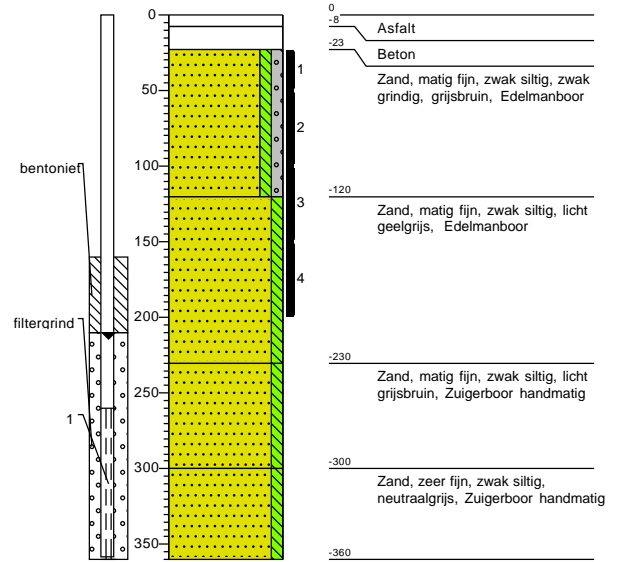 0
50
100
150
200
250
300
350
bentoniet
filtergrind
1
1
2
3
4
0
-8
Asfalt
-23
Beton
Zand, matig fijn, zwak siltig, zwak
grindig, grijsbruin, Edelmanboor
-120
Zand, matig fijn, zwak siltig, licht
geelgrijs, Edelmanboor
-230
Zand, matig fijn, zwak siltig, licht
grijsbruin, Zuigerboor handmatig
-300
Zand, zeer fijn, zwak siltig,
neutraalgrijs, Zuigerboor handmatig
-360